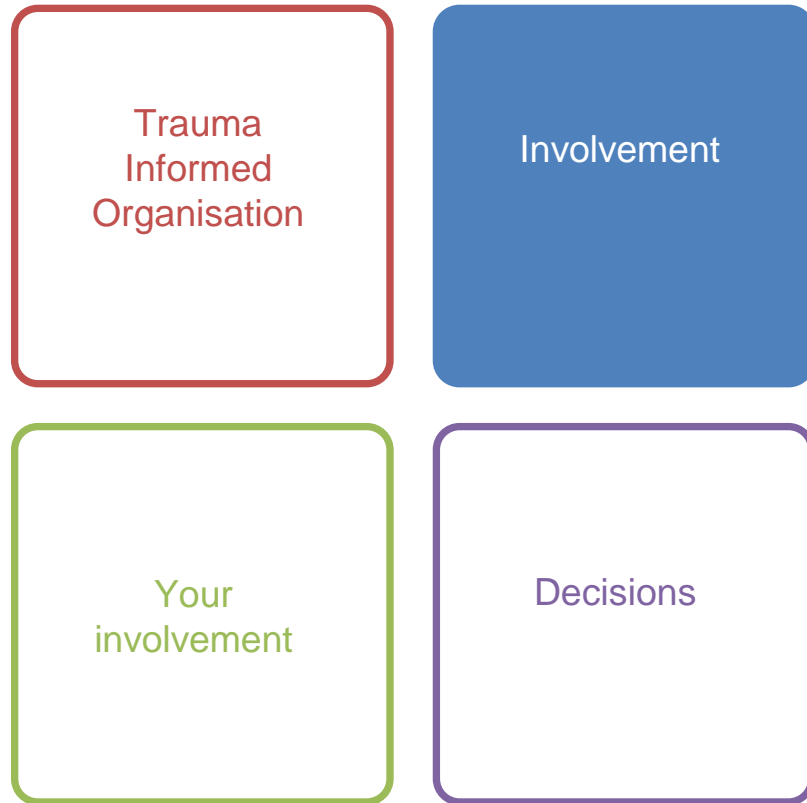 Trauma
Informed
Organisation
Involvement
Your
involvement
Decisions